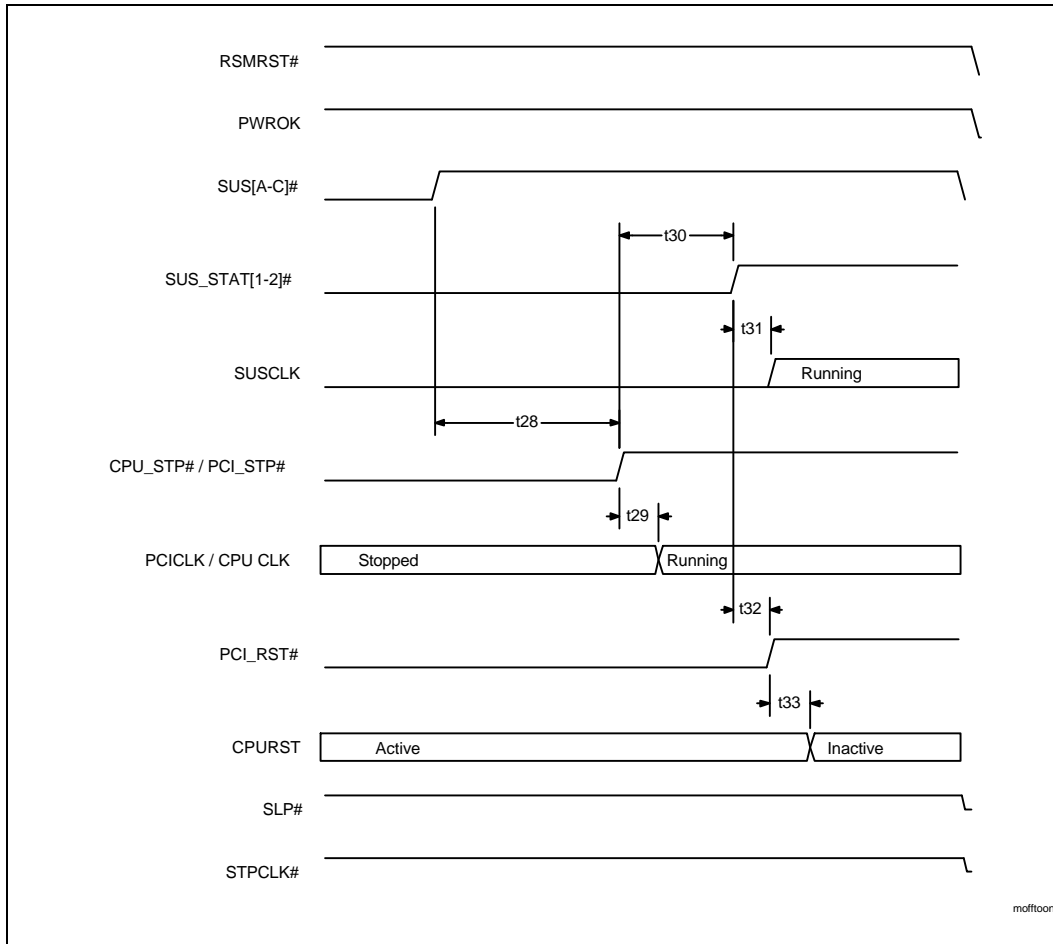 RSMRST#
PWROK
SUS[A-C]#
t30
SUS_STAT[1-2]#
t31
SUSCLK
Running
t28
CPU_STP# / PCI_STP#
t29
PCICLK / CPU CLK
Stopped
Running
t32
PCI_RST#
t33
CPURST
Active
Inactive
SLP#
STPCLK#
mofftoon